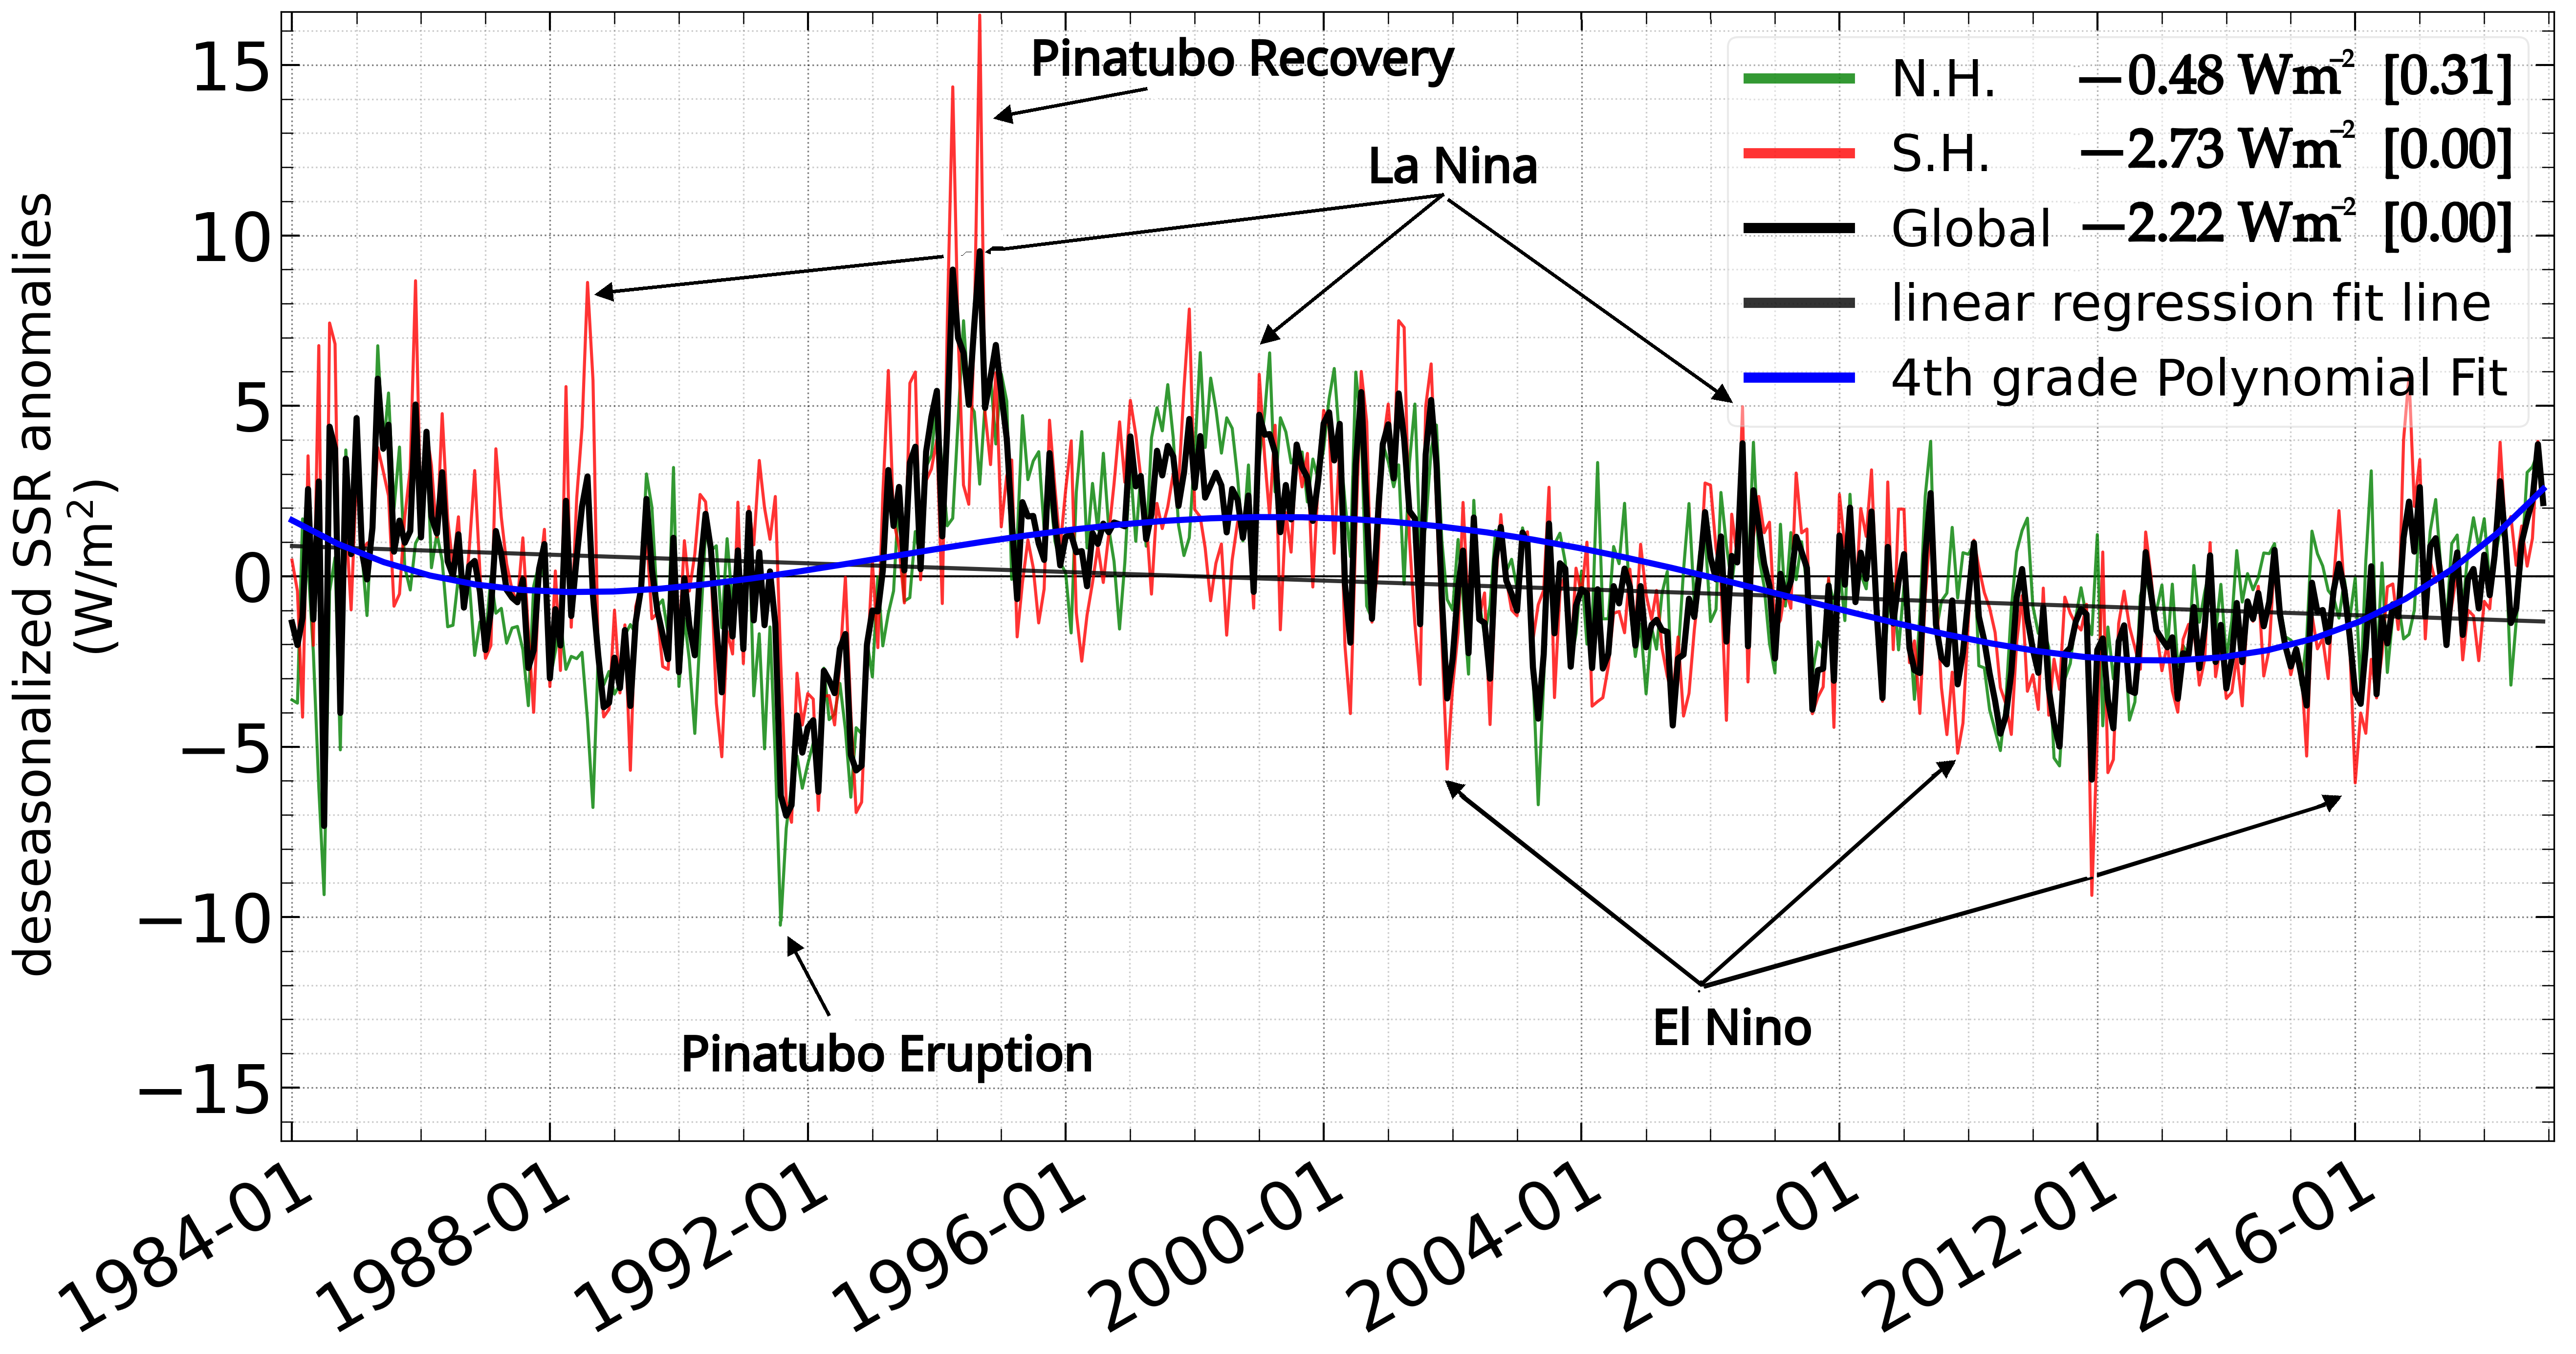 deseasonalized SSR anomalies
(W/m²)
15
10
5
0
−5
−10
−15
Pinatubo Recovery
La Nina
Pinatubo Eruption
El Nino
N.H. −0.48 Wm⁻² [0.31]
S.H. −2.73 Wm⁻² [0.00]
Global −2.22 Wm⁻² [0.00]
linear regression fit line
4th grade Polynomial Fit
1984-01
1988-01
1992-01
1996-01
2000-01
2004-01
2008-01
2012-01
2016-01